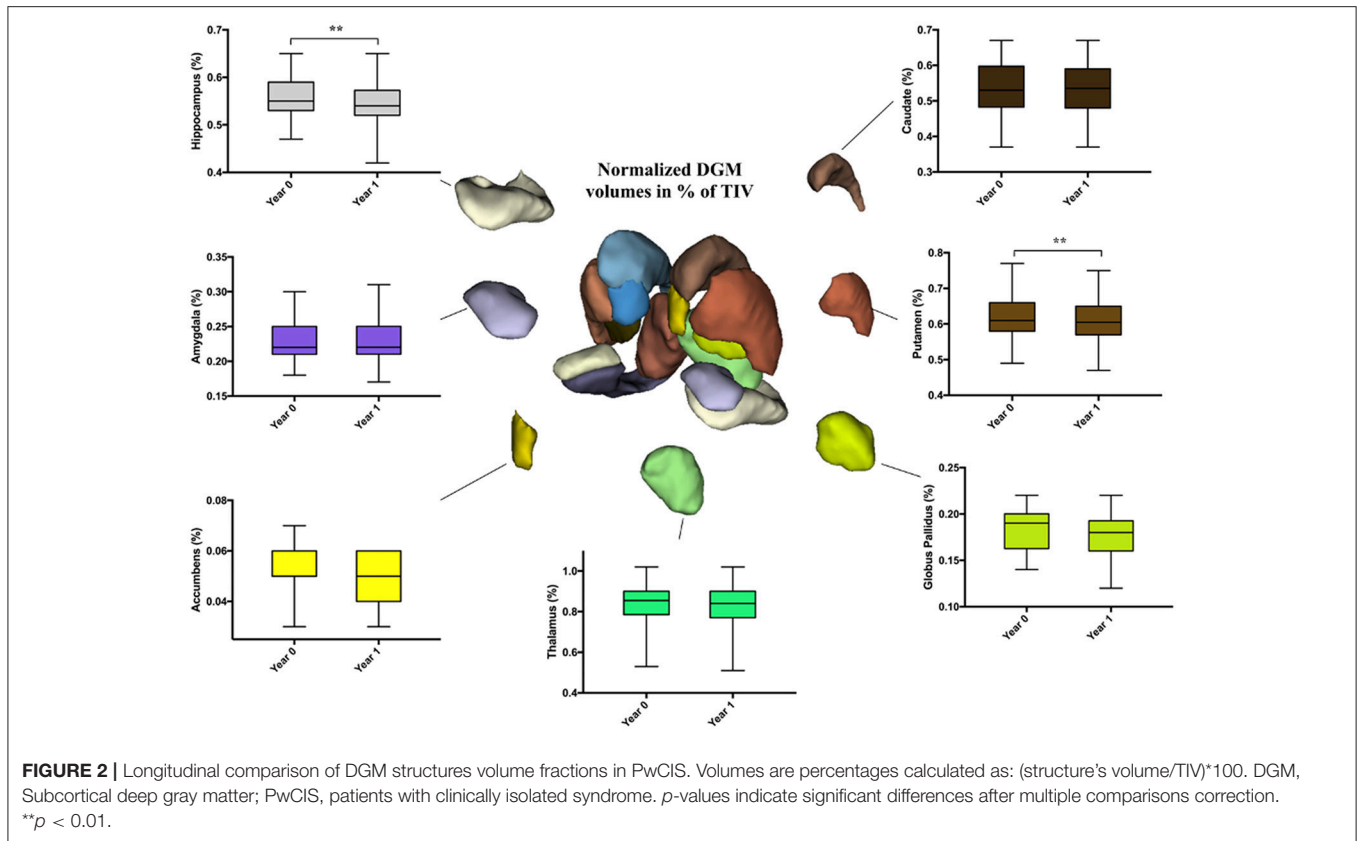 0.7
0.6
0.5
0.4
Hippocampus (%)
**
Year 0
Year 1
0.7
0.6
0.5
0.4
0.3
Caudate (%)
Year 0
Year 1
Normalized DGM
volumes in % of TIV
0.35
0.30
0.25
0.20
0.15
Amygdala (%)
Year 0
Year 1
0.8
0.7
0.6
0.5
0.4
Putamen (%)
**
Year 0
Year 1
0.08
0.06
0.04
Accumbens (%)
Year 0
Year 1
1.0
0.8
0.6
0.4
Thalamus (%)
Year 0
Year 1
0.25
0.20
0.15
0.10
Globus Pallidus (%)
Year 0
Year 1
FIGURE 2 | Longitudinal comparison of DGM structures volume fractions in PwCIS. Volumes are percentages calculated as: (structure's volume/TIV)*100. DGM,
Subcortical deep gray matter; PwCIS, patients with clinically isolated syndrome. p-values indicate significant differences after multiple comparisons correction.
**p < 0.01.